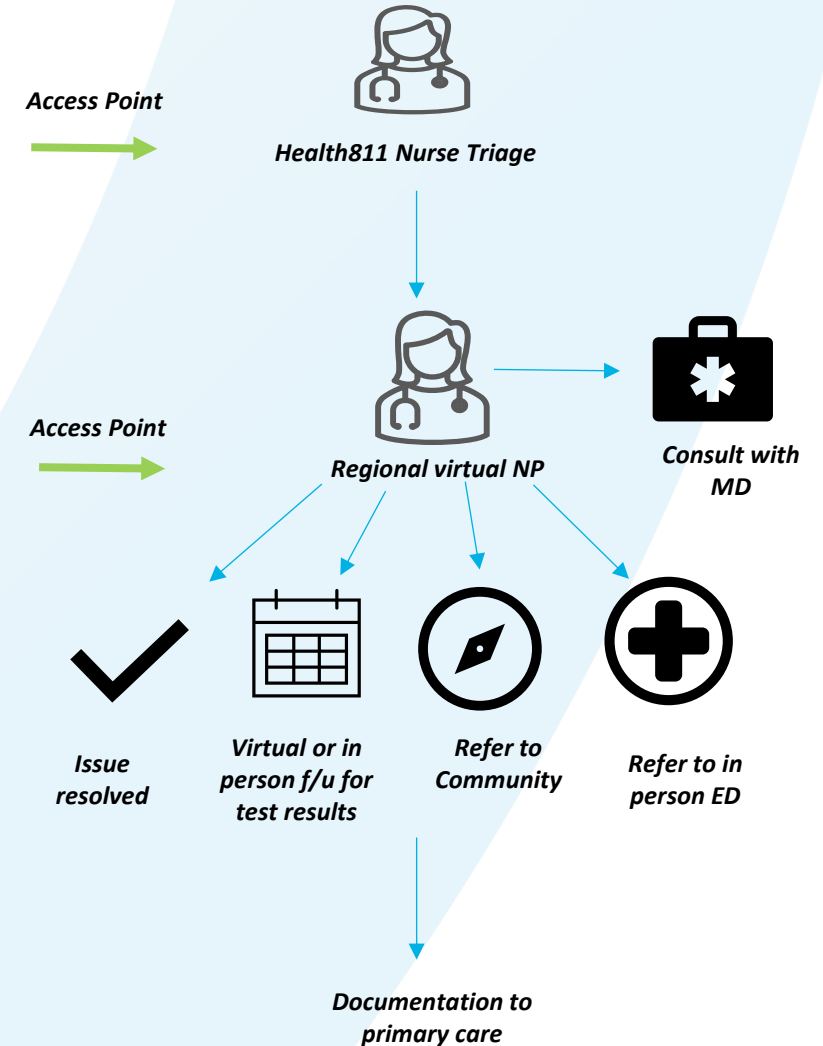 Access Point
Health811 Nurse Triage
Access Point
Regional virtual NP
Consult with
MD
Issue
resolved
Virtual or in
person f/u for
test results
Refer to
Community
Refer to in
person ED
Documentation to
primary care